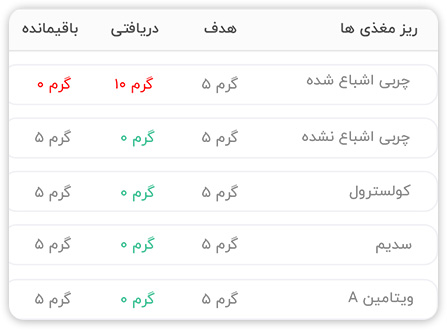 ریز مغذی ها هدف دریافتی باقیمانده
چربی اشباع شده ۵ گرم ۱۰ گرم ۰ گرم
چربی اشباع نشده ۵ گرم ۰ گرم ۵ گرم
کولسترول ۵ گرم ۰ گرم ۵ گرم
سدیم ۵ گرم ۰ گرم ۵ گرم
ویتامین A ۵ گرم ۰ گرم ۵ گرم